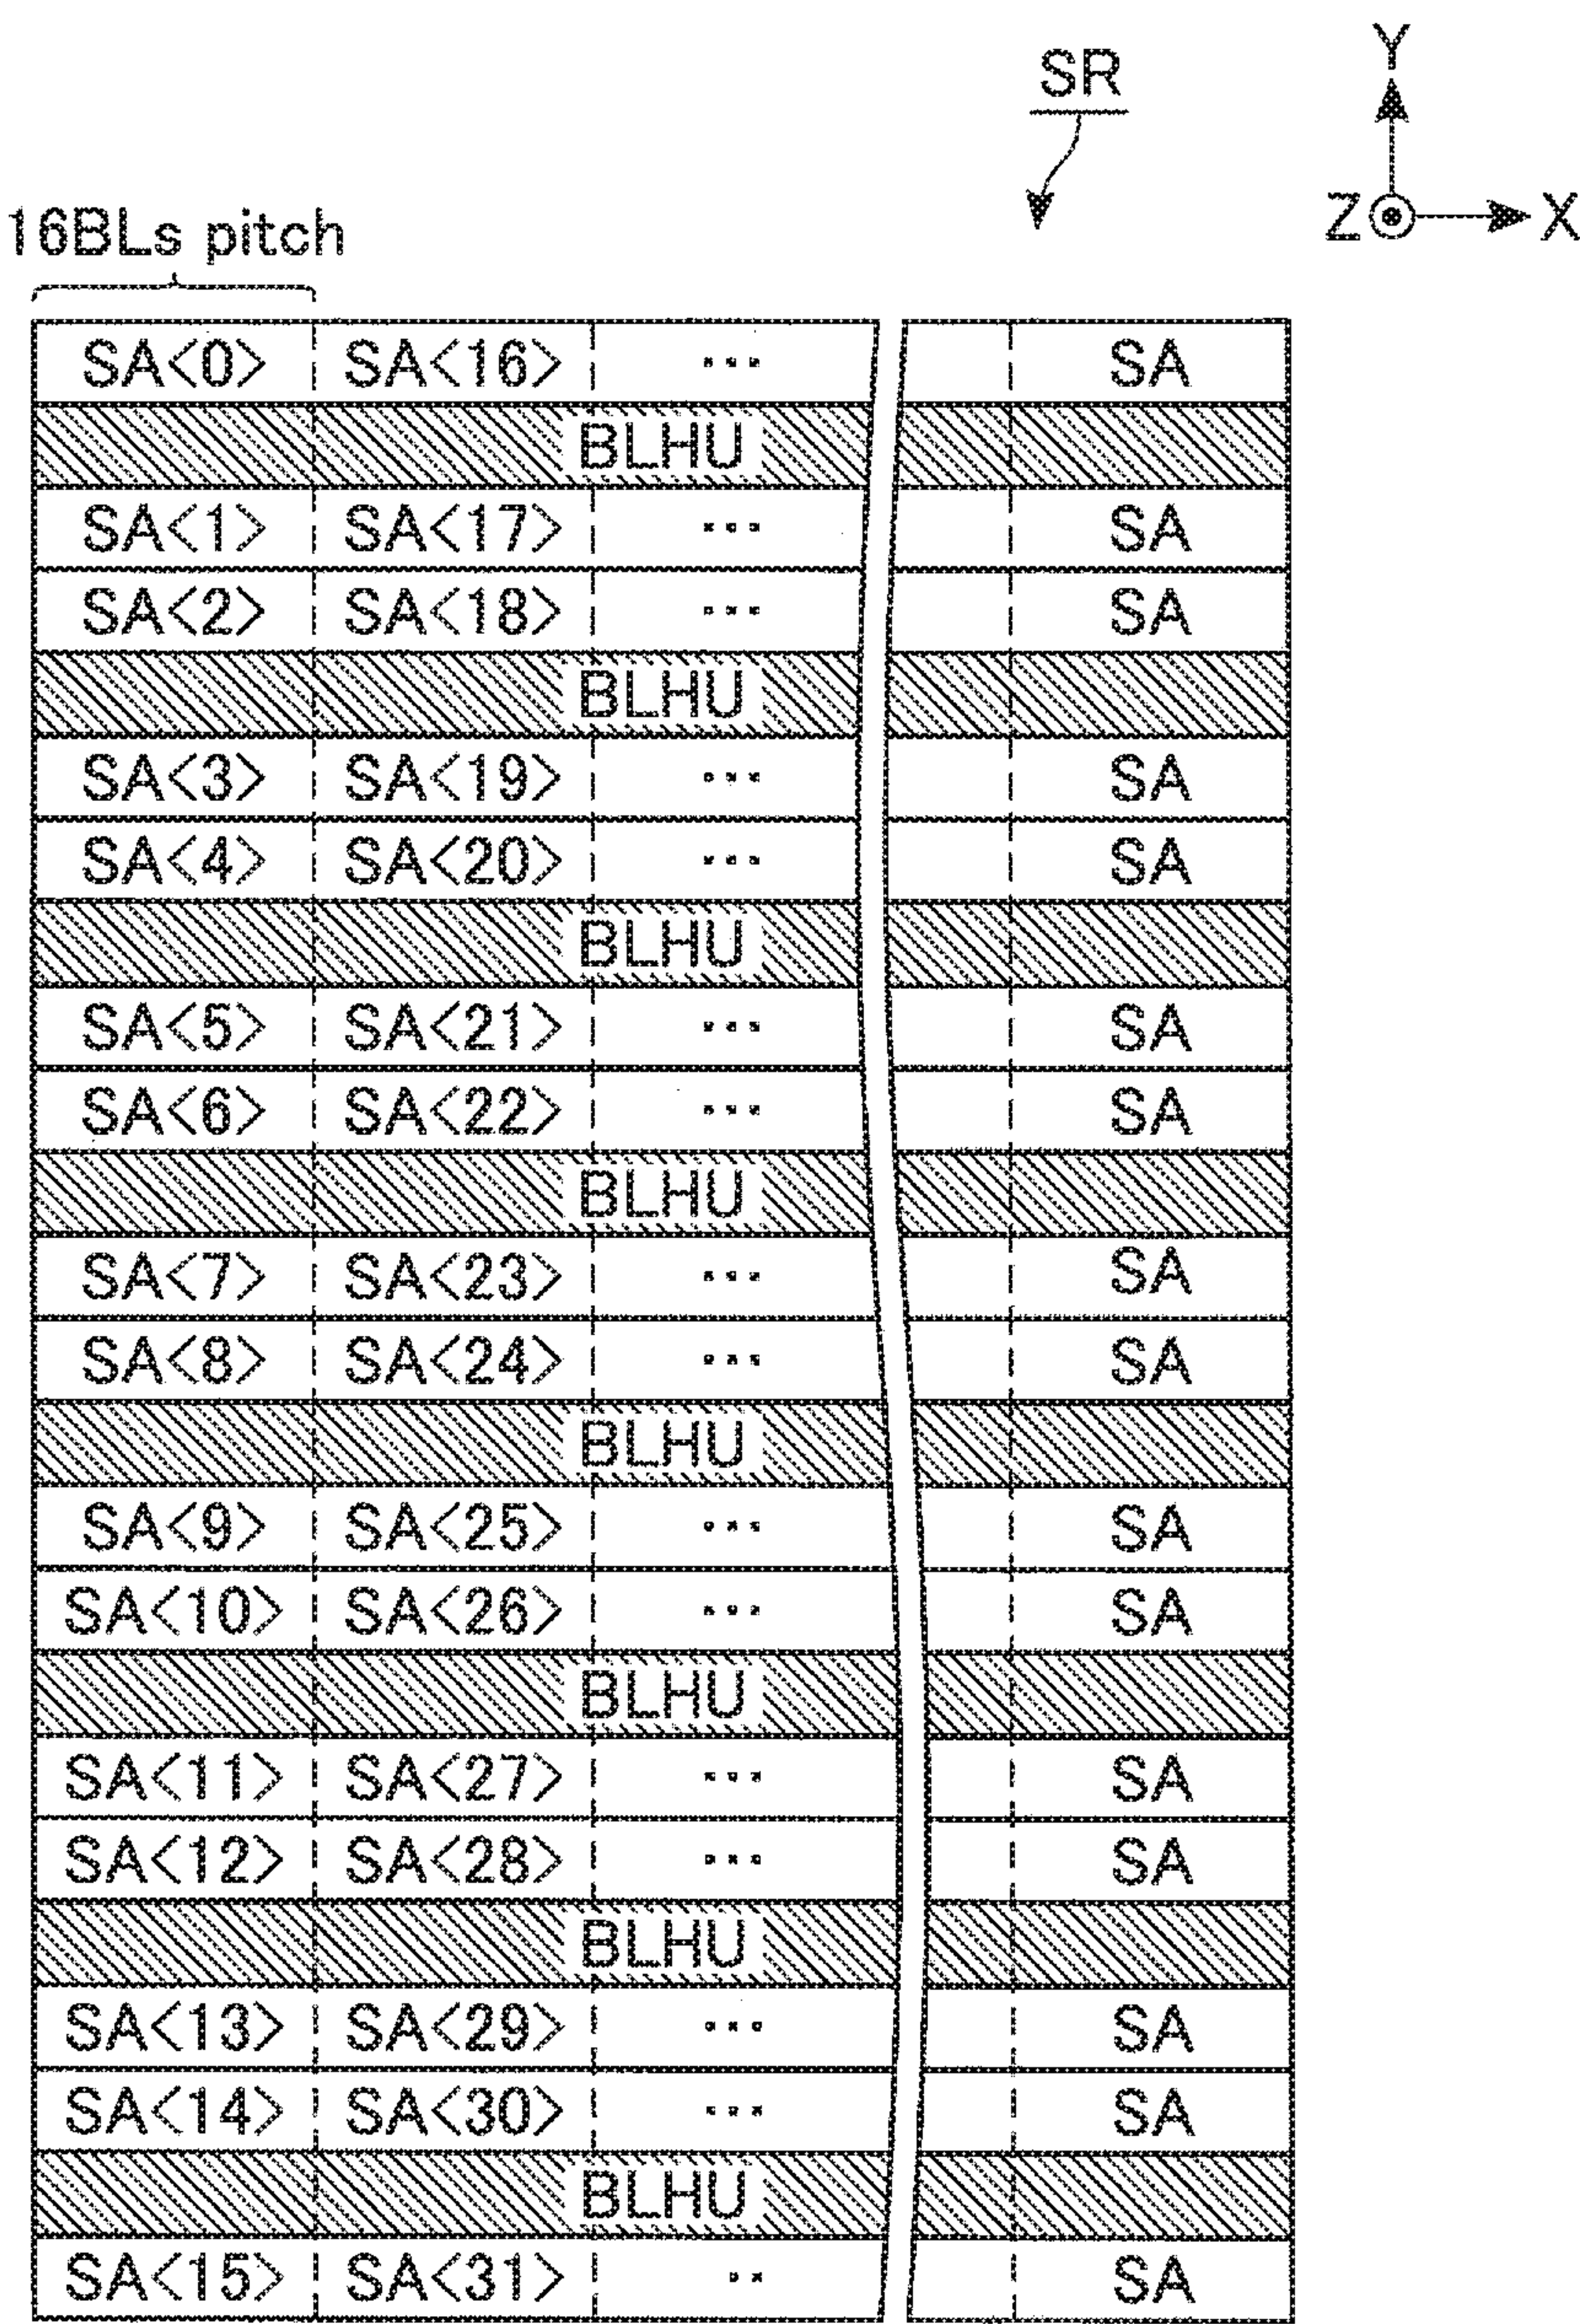 SR
Y
Z X
16BLs pitch
SA<0> SA<16> ... SA
BLHU
SA<1> SA<17> ... SA
SA<2> SA<18> ... SA
BLHU
SA<3> SA<19> ... SA
SA<4> SA<20> ... SA
BLHU
SA<5> SA<21> ... SA
SA<6> SA<22> ... SA
BLHU
SA<7> SA<23> ... SA
SA<8> SA<24> ... SA
BLHU
SA<9> SA<25> ... SA
SA<10> SA<26> ... SA
BLHU
SA<11> SA<27> ... SA
SA<12> SA<28> ... SA
BLHU
SA<13> SA<29> ... SA
SA<14> SA<30> ... SA
BLHU
SA<15> SA<31> .. SA